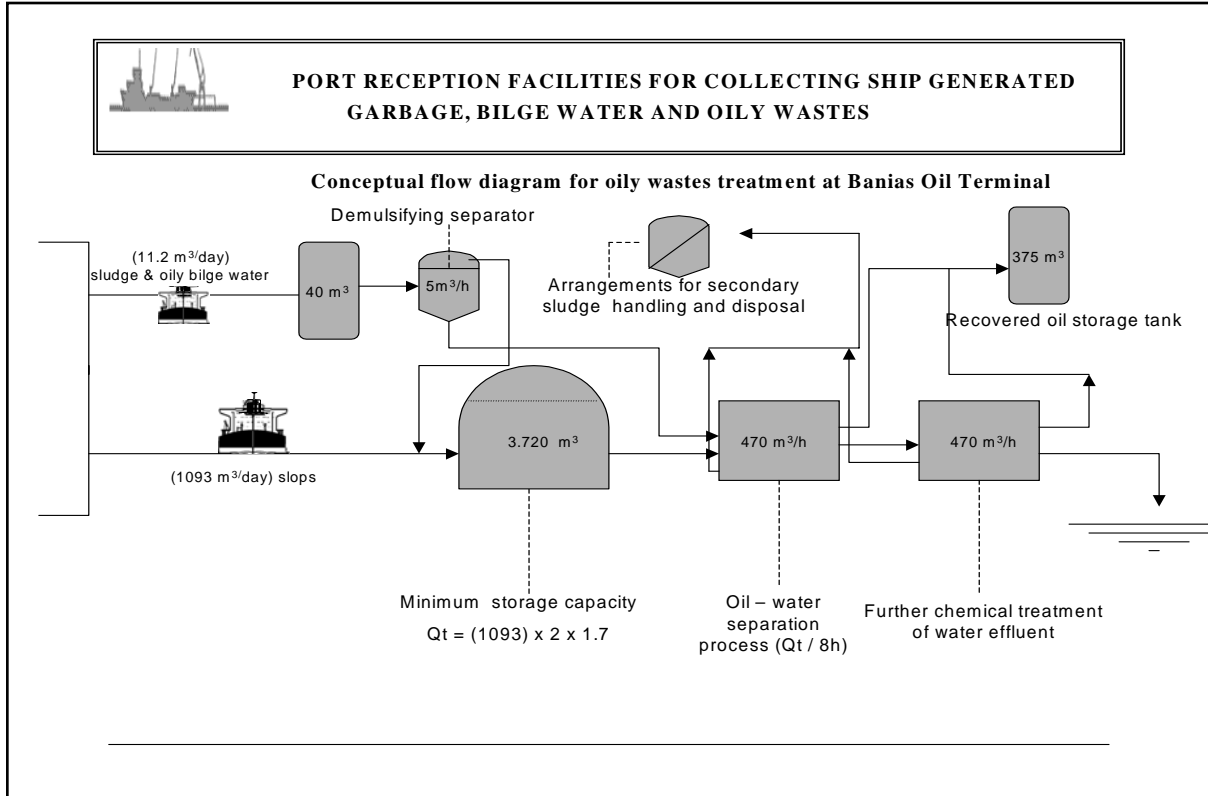 PORT RECEPTION FACILITIES FOR COLLECTING SHIP GENERATED
GARBAGE, BILGE WATER AND OILY WASTES
Conceptual flow diagram for oily wastes treatment at Banias Oil Terminal
Demulsifying separator
(11.2 m³/day)
sludge & oily bilge water
40 m³
5m³/h
Arrangements for secondary
sludge handling and disposal
375 m³
Recovered oil storage tank
3.720 m³
470 m³/h
470 m³/h
(1093 m³/day) slops
Minimum storage capacity
Qt = (1093) x 2 x 1.7
Oil – water
separation
process (Qt / 8h)
Further chemical treatment
of water effluent